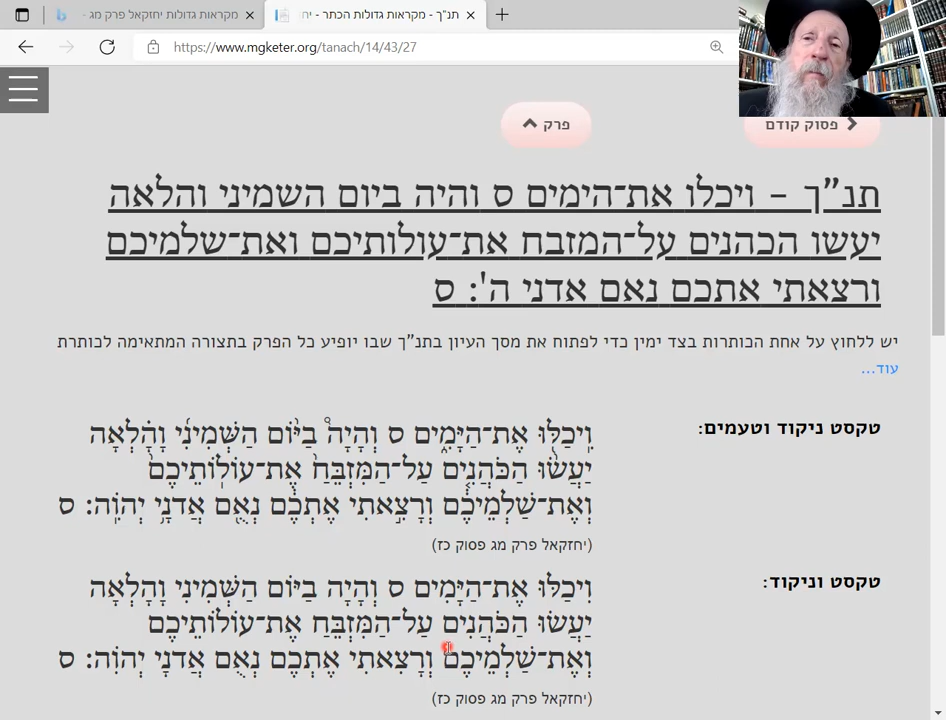 מקראות גדולות יחזקאל פרק מג -
תנ"ך - מקראות גדולות הכתר - יח
https://www.mgketer.org/tanach/14/43/27
פסוק קודם
פרק
תנ"ך – ויכלו את־הימים ס והיה ביום השמיני והלאה
יעשו הכהנים על־המזבח את־עולותיכם ואת־שלמיכם
ורצאתי אתכם נאם אדני ה': ס
יש ללחוץ על אחת הכותרות בצד ימין כדי לפתוח את מסך העיון בתנ"ך שבו יופיע כל הפרק בתצורה המתאימה לכותרת
עוד...
טקסט ניקוד וטעמים:
וִֽיכַלּ֖וּ אֶת־הַיָּמִ֑ים ס וְהָיָה֩ בַיּ֨וֹם הַשְּׁמִינִ֜י וָהָ֗לְאָה
יַעֲשׂ֨וּ הַכֹּהֲנִ֤ים עַל־הַמִּזְבֵּ֙חַ֙ אֶת־עוֹלֽוֹתֵיכֶם֙
וְאֶת־שַׁלְמֵיכֶ֔ם וְרָצִ֣אתִי אֶתְכֶ֔ם נְאֻ֖ם אֲדֹנָ֥י יְהֹוִֽה׃ ס
(יחזקאל פרק מג פסוק כז)
טקסט וניקוד:
וִיכַלּוּ אֶת־הַיָּמִים ס וְהָיָה בַיּוֹם הַשְּׁמִינִי וָהָלְאָה
יַעֲשׂוּ הַכֹּהֲנִים עַל־הַמִּזְבֵּחַ אֶת־עוֹלוֹתֵיכֶם
וְאֶת־שַׁלְמֵיכֶם וְרָצִאתִי אֶתְכֶם נְאֻם אֲדֹנָי יְהֹוִה: ס
(יחזקאל פרק מג פסוק כז)